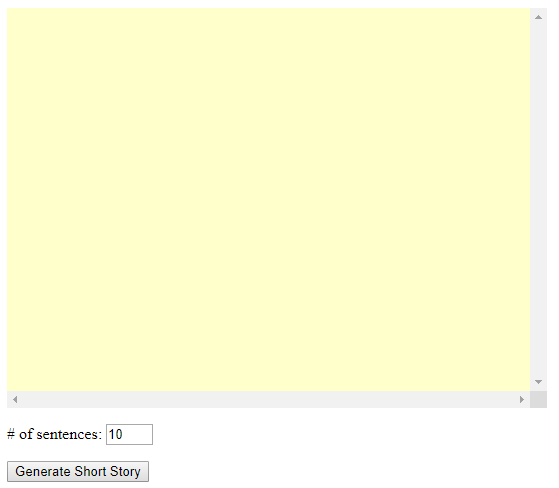 # of sentences: 10
Generate Short Story